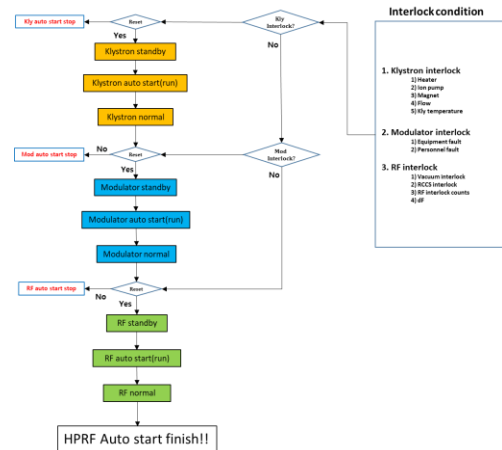 Interlock condition
Kly auto start stop
Reset
Kly
Interlock?
Yes
No
Klystron standby
Klystron auto start(run)
Klystron normal
1. Klystron interlock
1) Heater
2) Ion pump
3) Magnet
4) Flow
5) Kly temperature
2. Modulator interlock
1) Equipment fault
2) Personnel fault
3. RF interlock
1) Vacuum interlock
2) RCCS interlock
3) RF interlock counts
4) df
Mod auto start stop
No
Reset
Mod
Interlock?
Yes
No
Modulator standby
Modulator auto start(run)
Modulator normal
RF auto start stop
No
Reset
Yes
RF standby
RF auto start(run)
RF normal
HPRF Auto start finish!!